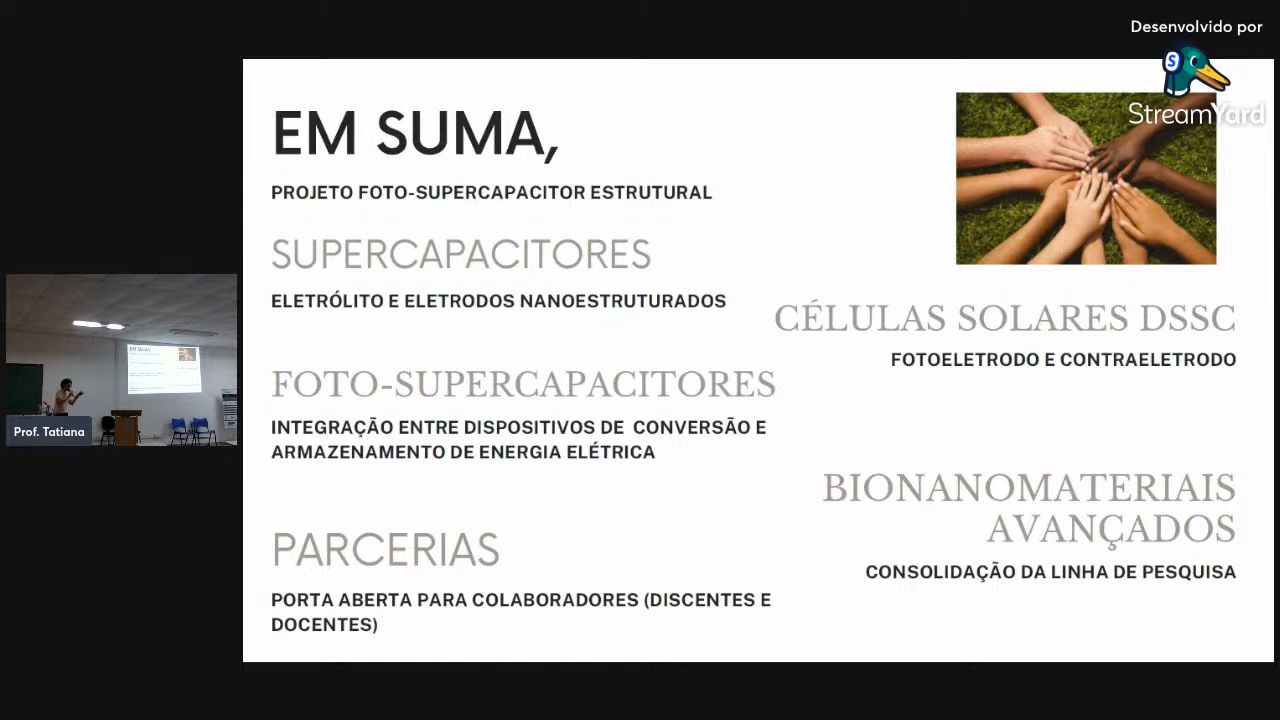 Desenvolvido por
StreamYard
EM SUMA,
PROJETO FOTO-SUPERCAPACITOR ESTRUTURAL
SUPERCAPACITORES
ELETRÓLITO E ELETRODOS NANOESTRUTURADOS
CÉLULAS SOLARES DSSC
FOTOELETRODO E CONTRAELETRODO
FOTO-SUPERCAPACITORES
INTEGRAÇÃO ENTRE DISPOSITIVOS DE CONVERSÃO E
ARMAZENAMENTO DE ENERGIA ELÉTRICA
BIONANOMATERIAIS
AVANÇADOS
CONSOLIDAÇÃO DA LINHA DE PESQUISA
PARCERIAS
PORTA ABERTA PARA COLABORADORES (DISCENTES E
DOCENTES)
Prof. Tatiana
EM SUMA,